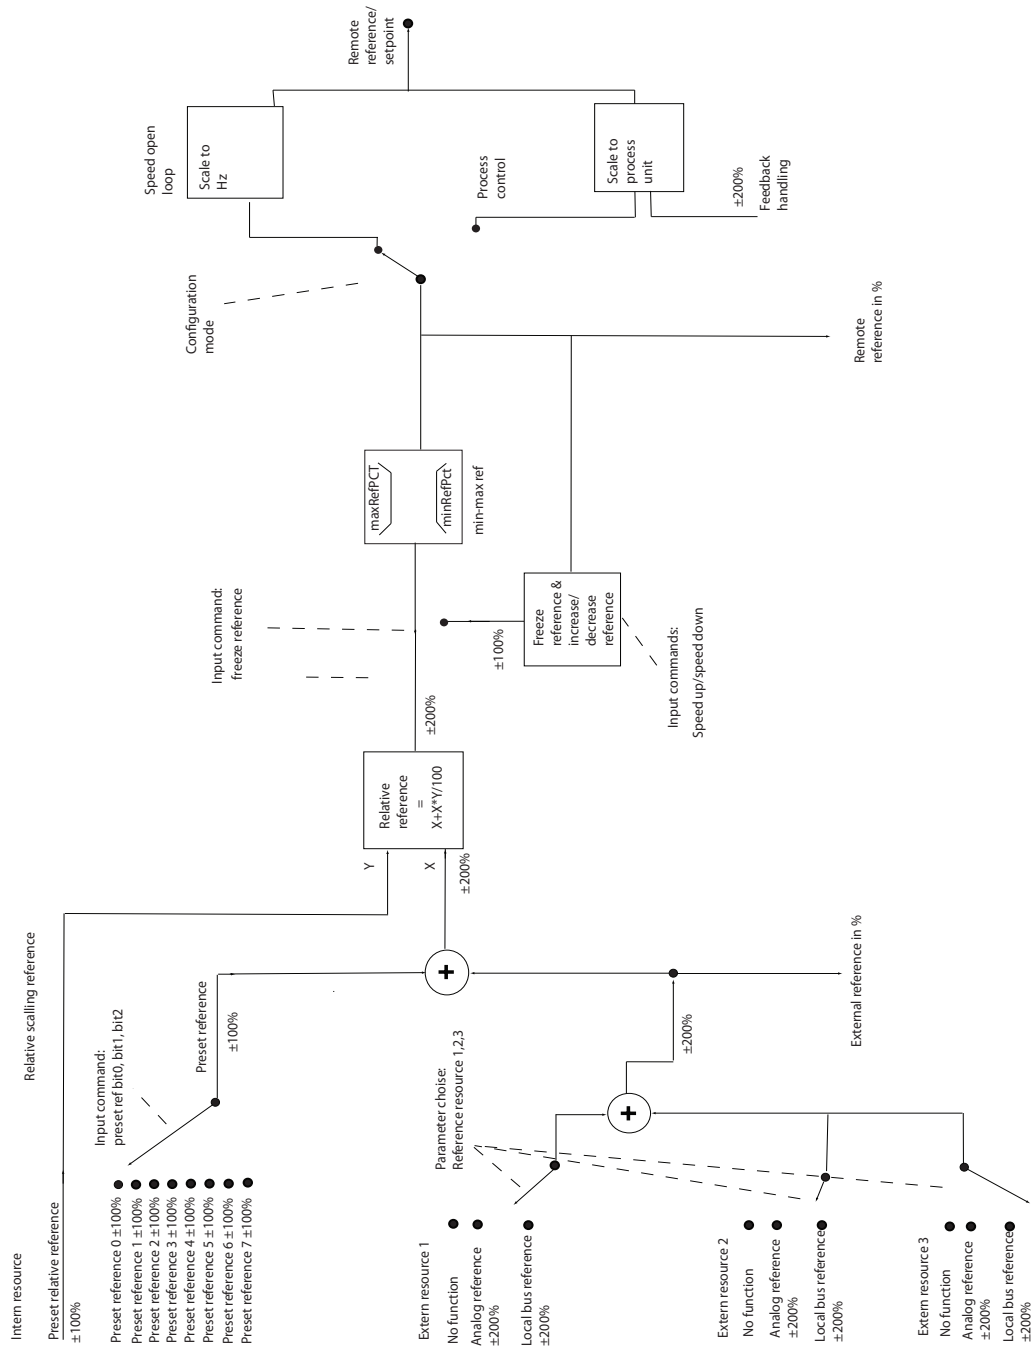 Intern resource
Preset relative reference
±100%
Relative scalling reference
Input command:
preset ref bit0, bit1, bit2
Preset reference 0 ±100%
Preset reference 1 ±100%
Preset reference 2 ±100%
Preset reference 3 ±100%
Preset reference 4 ±100%
Preset reference 5 ±100%
Preset reference 6 ±100%
Preset reference 7 ±100%
Preset reference
±100%
Extern resource 1
No function
Analog reference
±200%
Local bus reference
±200%
Parameter choise:
Reference resource 1,2,3
Extern resource 2
No function
Analog reference
±200%
Local bus reference
±200%
Extern resource 3
No function
Analog reference
±200%
Local bus reference
±200%
+
±200%
+
External reference in %
Y
X
±200%
Relative
reference
=
X+X*Y/100
±200%
Input command:
freeze reference
±100%
Freeze
reference &
increase/
decrease
reference
Input commands:
Speed up/speed down
maxRefPCT
minRefPct
min-max ref
Remote
reference in %
Configuration
mode
Speed open
loop
Scale to
Hz
Process
control
Scale to
process
unit
±200%
Feedback
handling
Remote
reference/
setpoint